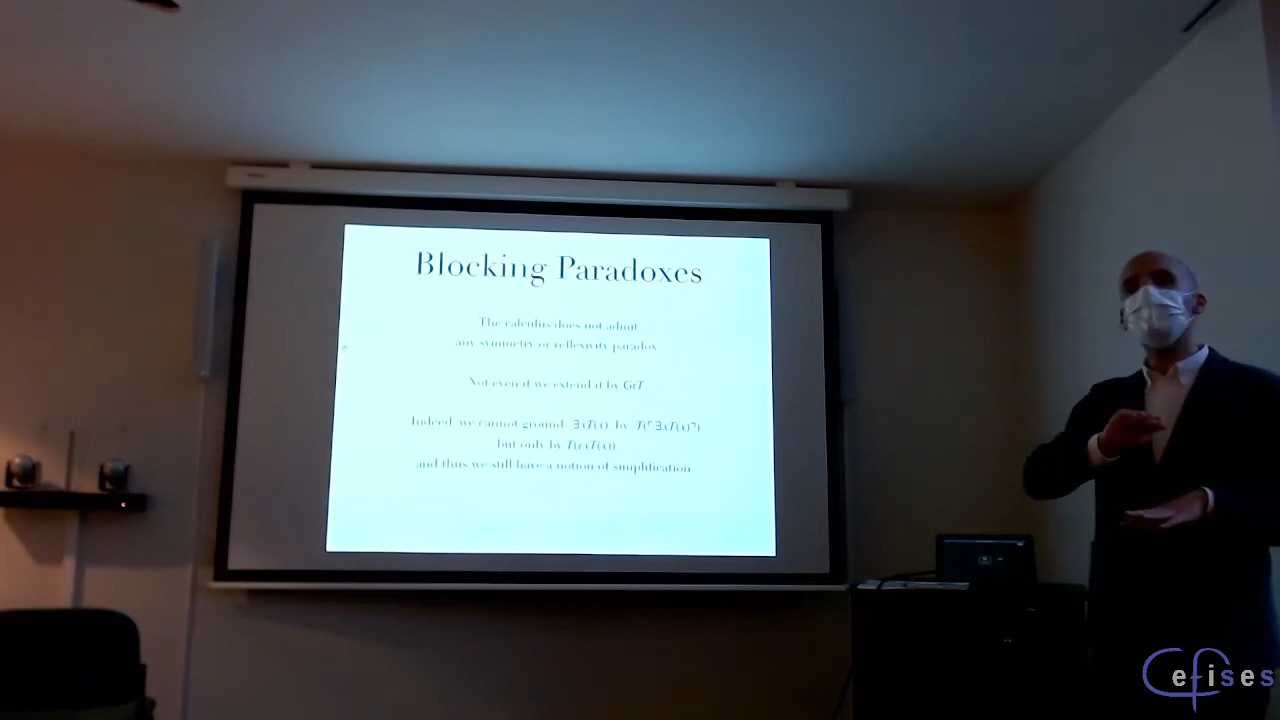 Blocking Paradoxes
The calculus does not admit
any symmetry or reflexivity paradox
Not even if we extend it by GrT
Indeed we cannot ground ∃xT(x) by T(⌜∃xT(x)⌝)
but only by T(εxT(x))
and thus we still have a notion of simplification
Cefises